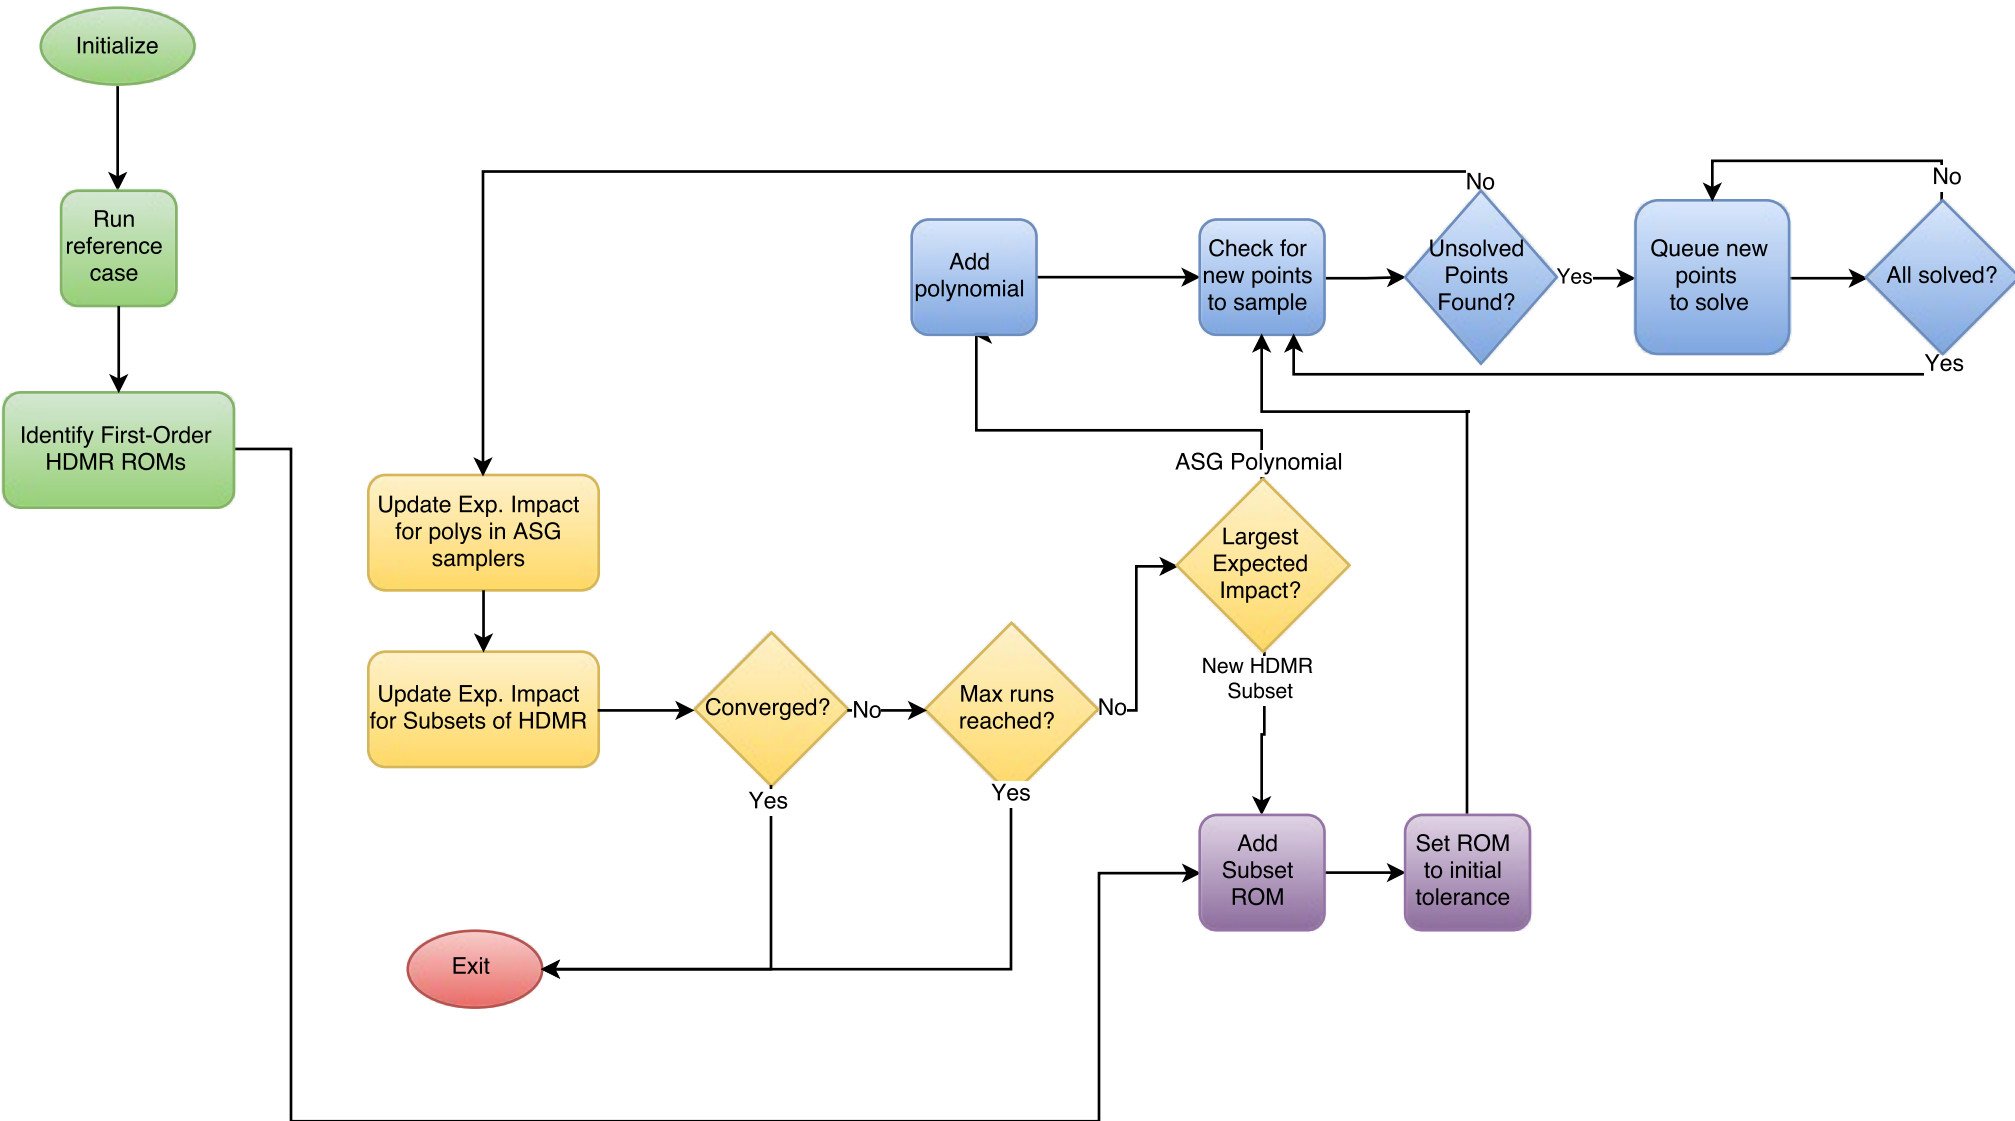 Initialize
Run
reference
case
Identify First-Order
HDMR ROMs
No
No
Add
polynomial
Check for
new points
to sample
Unsolved
Points
Found?
Yes
Queue new
points
to solve
All solved?
Yes
ASG Polynomial
Update Exp. Impact
for polys in ASG
samplers
Largest
Expected
Impact?
New HDMR
Subset
Update Exp. Impact
for Subsets of HDMR
Converged?
No
Max runs
reached?
No
Yes
Yes
Add
Subset
ROM
Set ROM
to initial
tolerance
Exit